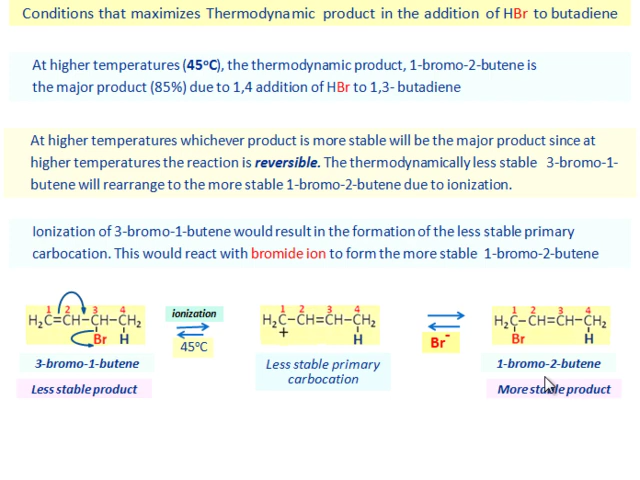 Conditions that maximizes Thermodynamic product in the addition of HBr to butadiene
At higher temperatures (45ºC), the thermodynamic product, 1-bromo-2-butene is
the major product (85%) due to 1,4 addition of HBr to 1,3- butadiene
At higher temperatures whichever product is more stable will be the major product since at
higher temperatures the reaction is reversible. The thermodynamically less stable 3-bromo-1-
butene will rearrange to the more stable 1-bromo-2-butene due to ionization.
Ionization of 3-bromo-1-butene would result in the formation of the less stable primary
carbocation. This would react with bromide ion to form the more stable 1-bromo-2-butene
1 2 3 4
H₂C=CH−CH−CH₂
Br H
3-bromo-1-butene
Less stable product
ionization
45ºC
1 2 3 4
H₂C−CH=CH−CH₂
+ H
Less stable primary
carbocation
Br⁻
1 2 3 4
H₂C−CH=CH−CH₂
Br H
1-bromo-2-butene
More stable product